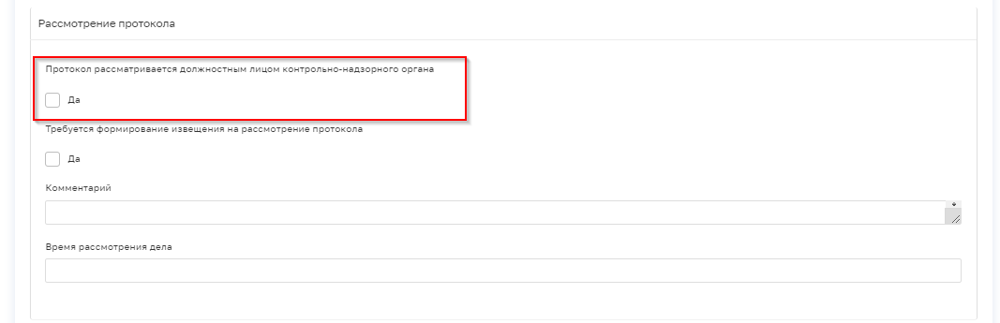 Рассмотрение протокола
Протокол рассматривается должностным лицом контрольно-надзорного органа
Да
Требуется формирование извещения на рассмотрение протокола
Да
Комментарий
Время рассмотрения дела